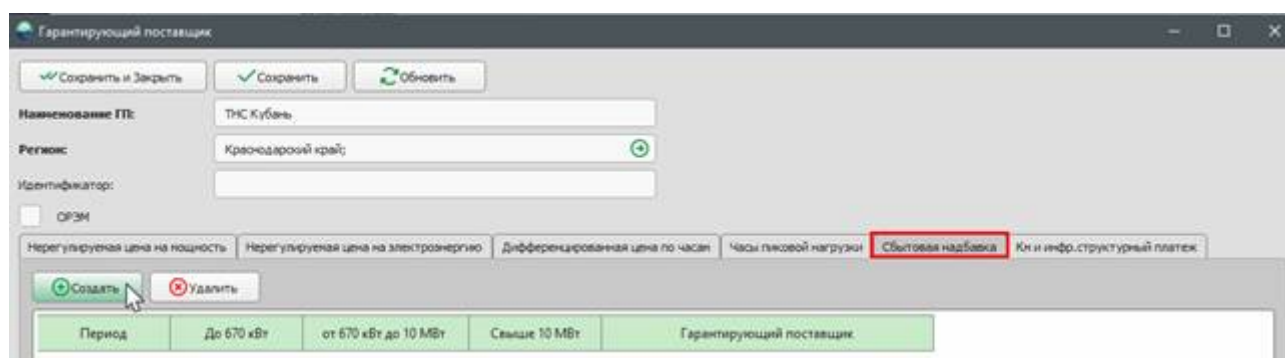 Гарантирующий поставщик
Сохранить и Закрыть Сохранить Обновить
Наименование ГП: ТНС Кубань
Регион: Краснодарский край;
Идентификатор:
ОРЭМ
Нерегулируемая цена на мощность Нерегулируемая цена на электроэнергию Дифференцированная цена по часам Часы пиковой нагрузки Сбытовая надбавка Кн и инфр.структурный платеж
Создать Удалить
Период До 670 кВт от 670 кВт до 10 МВт Свыше 10 МВт Гарантирующий поставщик